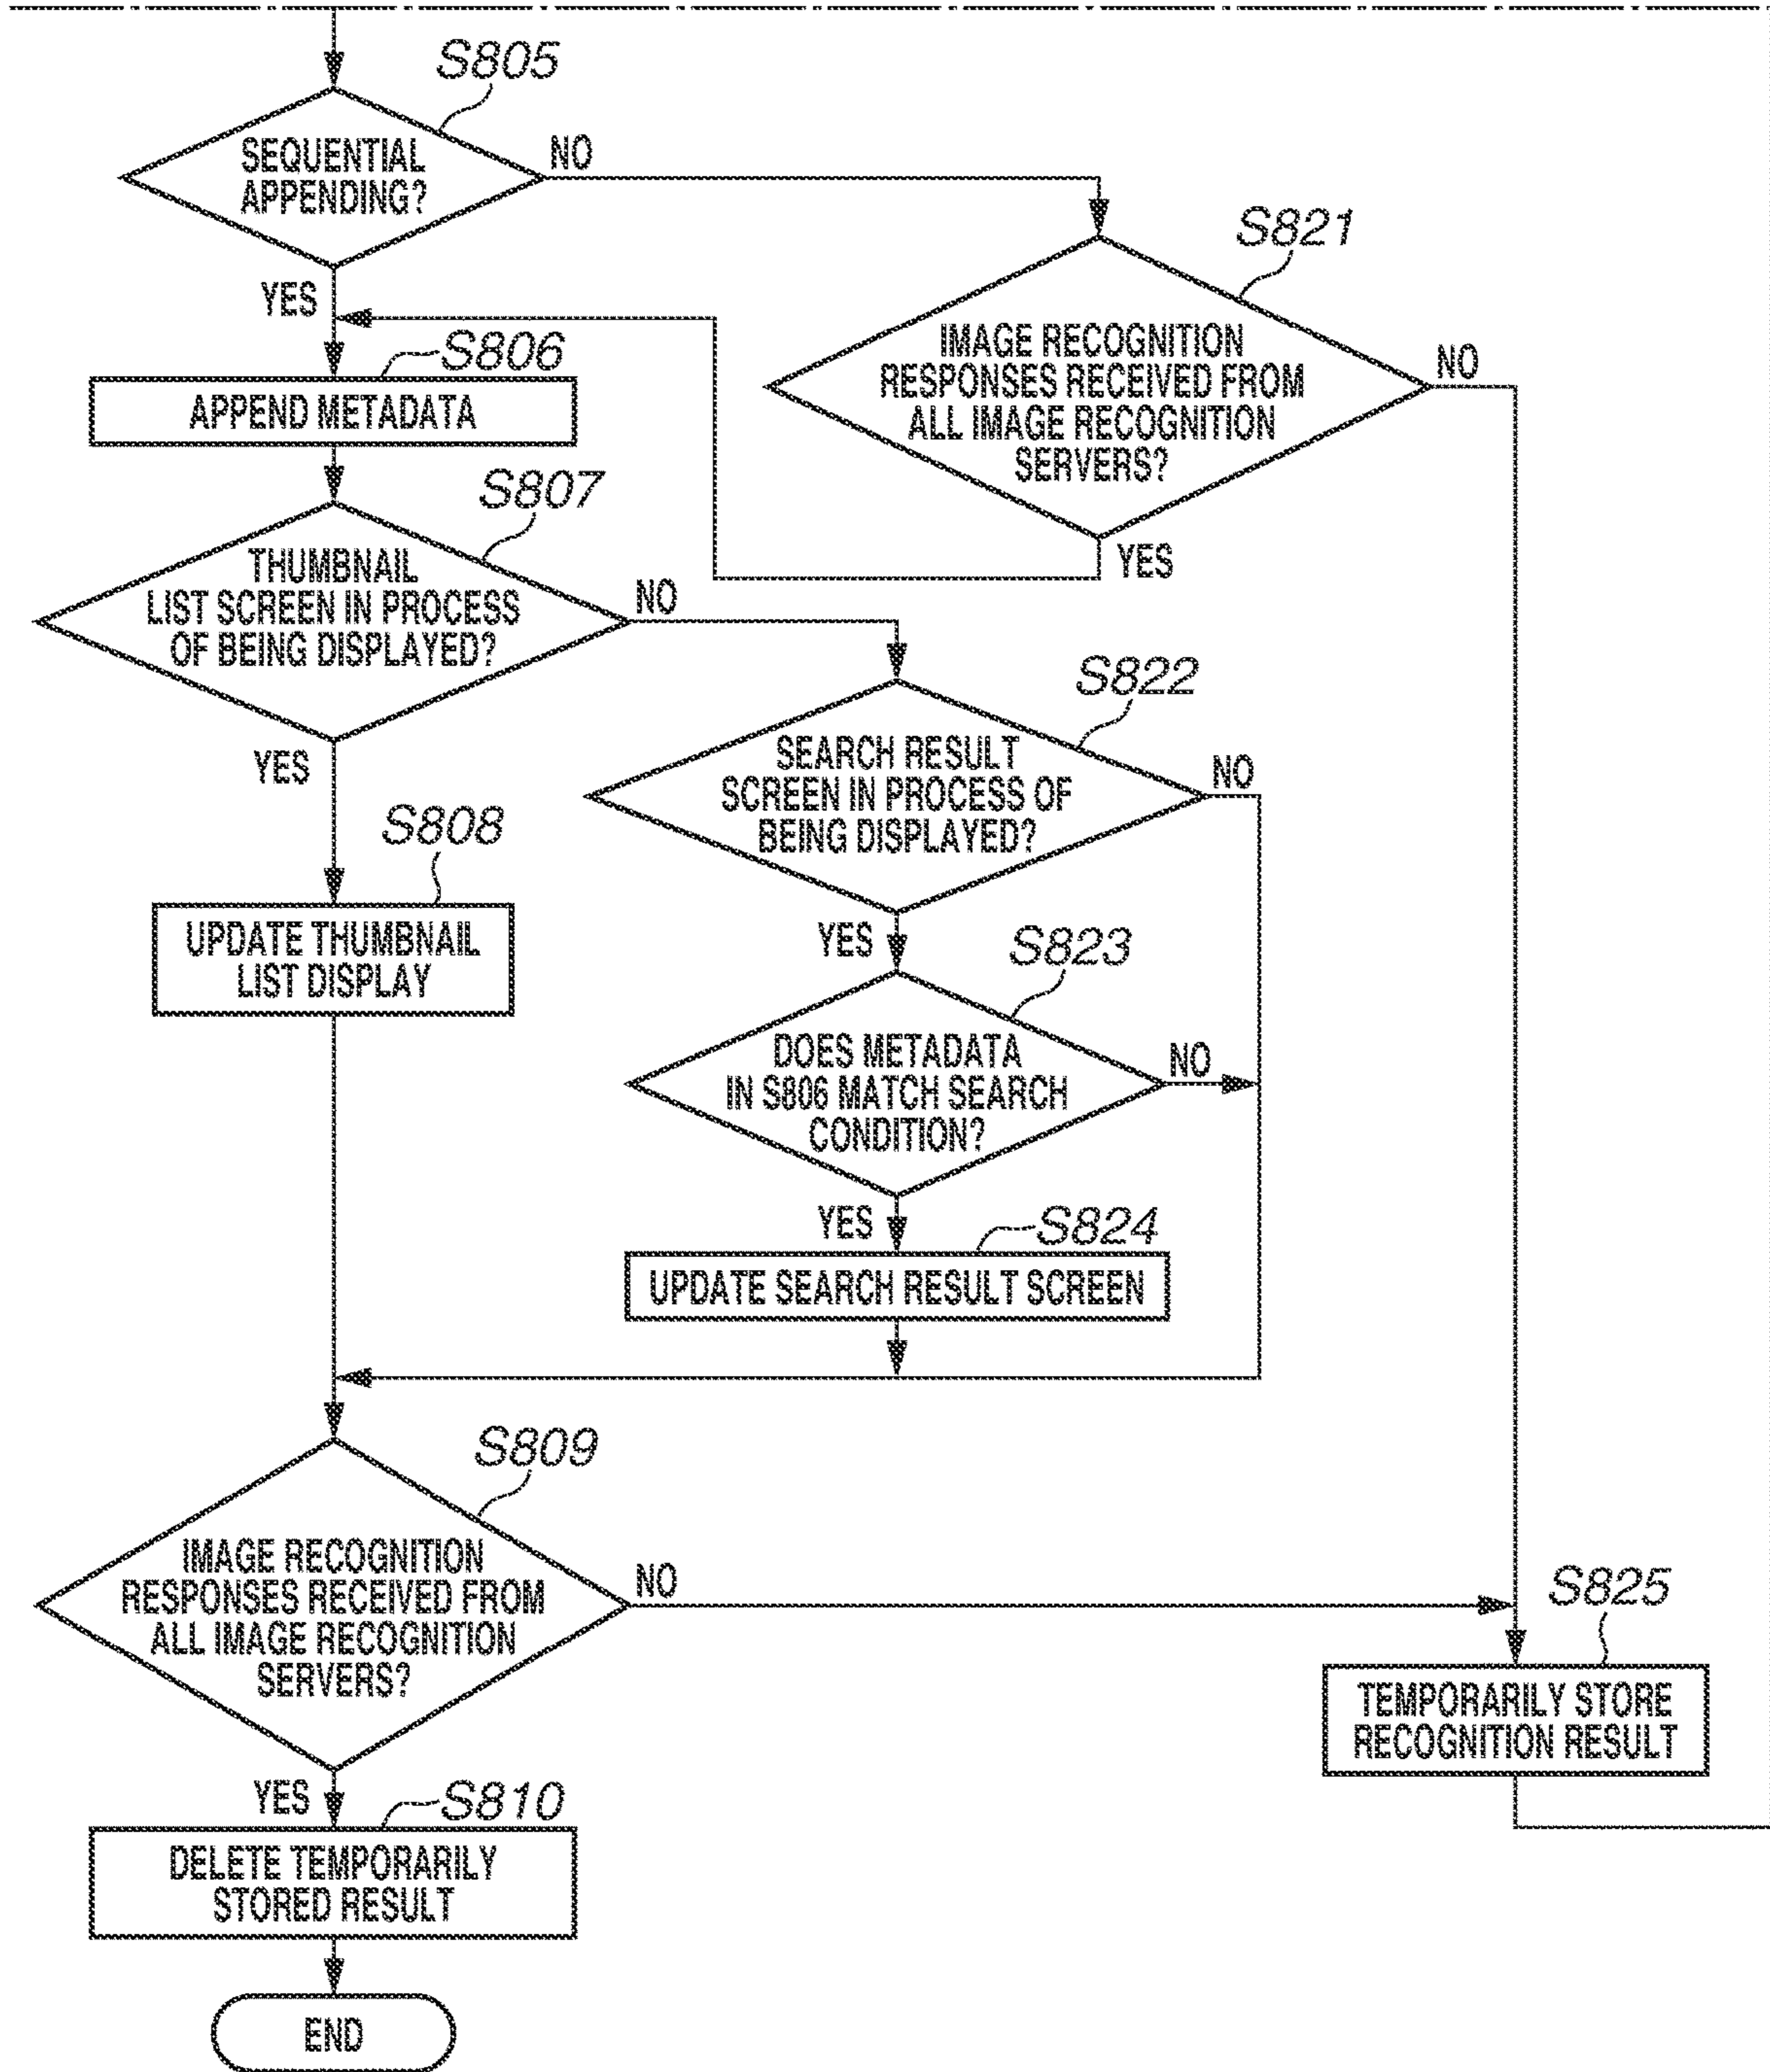 S805
SEQUENTIAL
APPENDING?
NO
YES
S821
IMAGE RECOGNITION
RESPONSES RECEIVED FROM
ALL IMAGE RECOGNITION
SERVERS?
NO
YES
S806
APPEND METADATA
S807
THUMBNAIL
LIST SCREEN IN PROCESS
OF BEING DISPLAYED?
NO
YES
S822
SEARCH RESULT
SCREEN IN PROCESS OF
BEING DISPLAYED?
NO
YES
S808
UPDATE THUMBNAIL
LIST DISPLAY
S823
DOES METADATA
IN S806 MATCH SEARCH
CONDITION?
NO
YES
S824
UPDATE SEARCH RESULT SCREEN
S809
IMAGE RECOGNITION
RESPONSES RECEIVED FROM
ALL IMAGE RECOGNITION
SERVERS?
NO
YES
S825
TEMPORARILY STORE
RECOGNITION RESULT
S810
DELETE TEMPORARILY
STORED RESULT
END